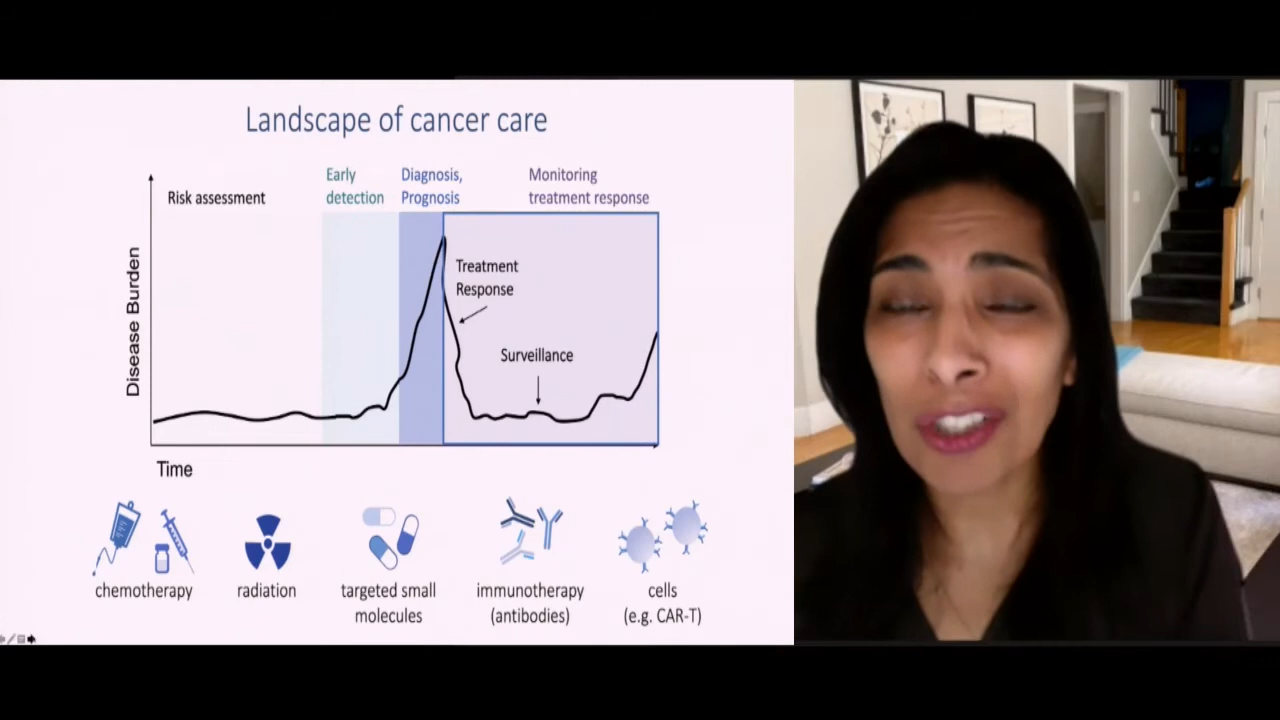 Landscape of cancer care
Risk assessment
Early
detection
Diagnosis,
Prognosis
Monitoring
treatment response
Disease Burden
Treatment
Response
Surveillance
Time
chemotherapy
radiation
targeted small
molecules
immunotherapy
(antibodies)
cells
(e.g. CAR-T)